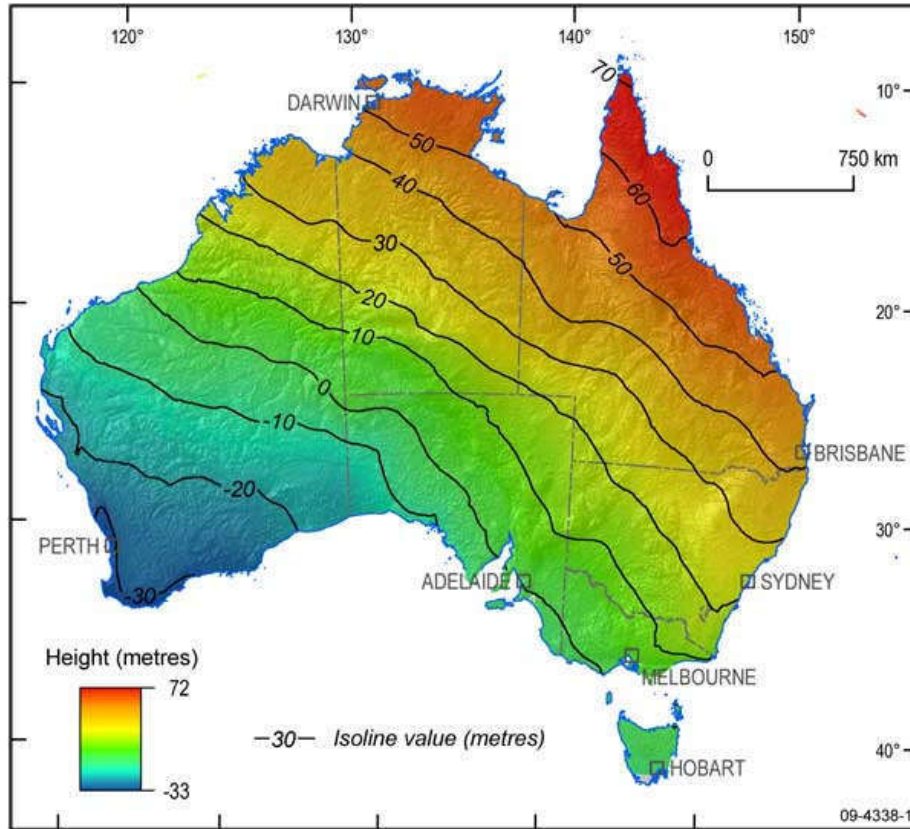 120°
130°
140°
150°
70
10°
DARWIN
0
750 km
50
40
60
30
50
20
20°
10
0
-10
BRISBANE
-20
30°
PERTH
ADELAIDE
SYDNEY
-30
Height (metres)
MELBOURNE
72
-30 Isoline value (metres)
40°
HOBART
-33
09-4338-1